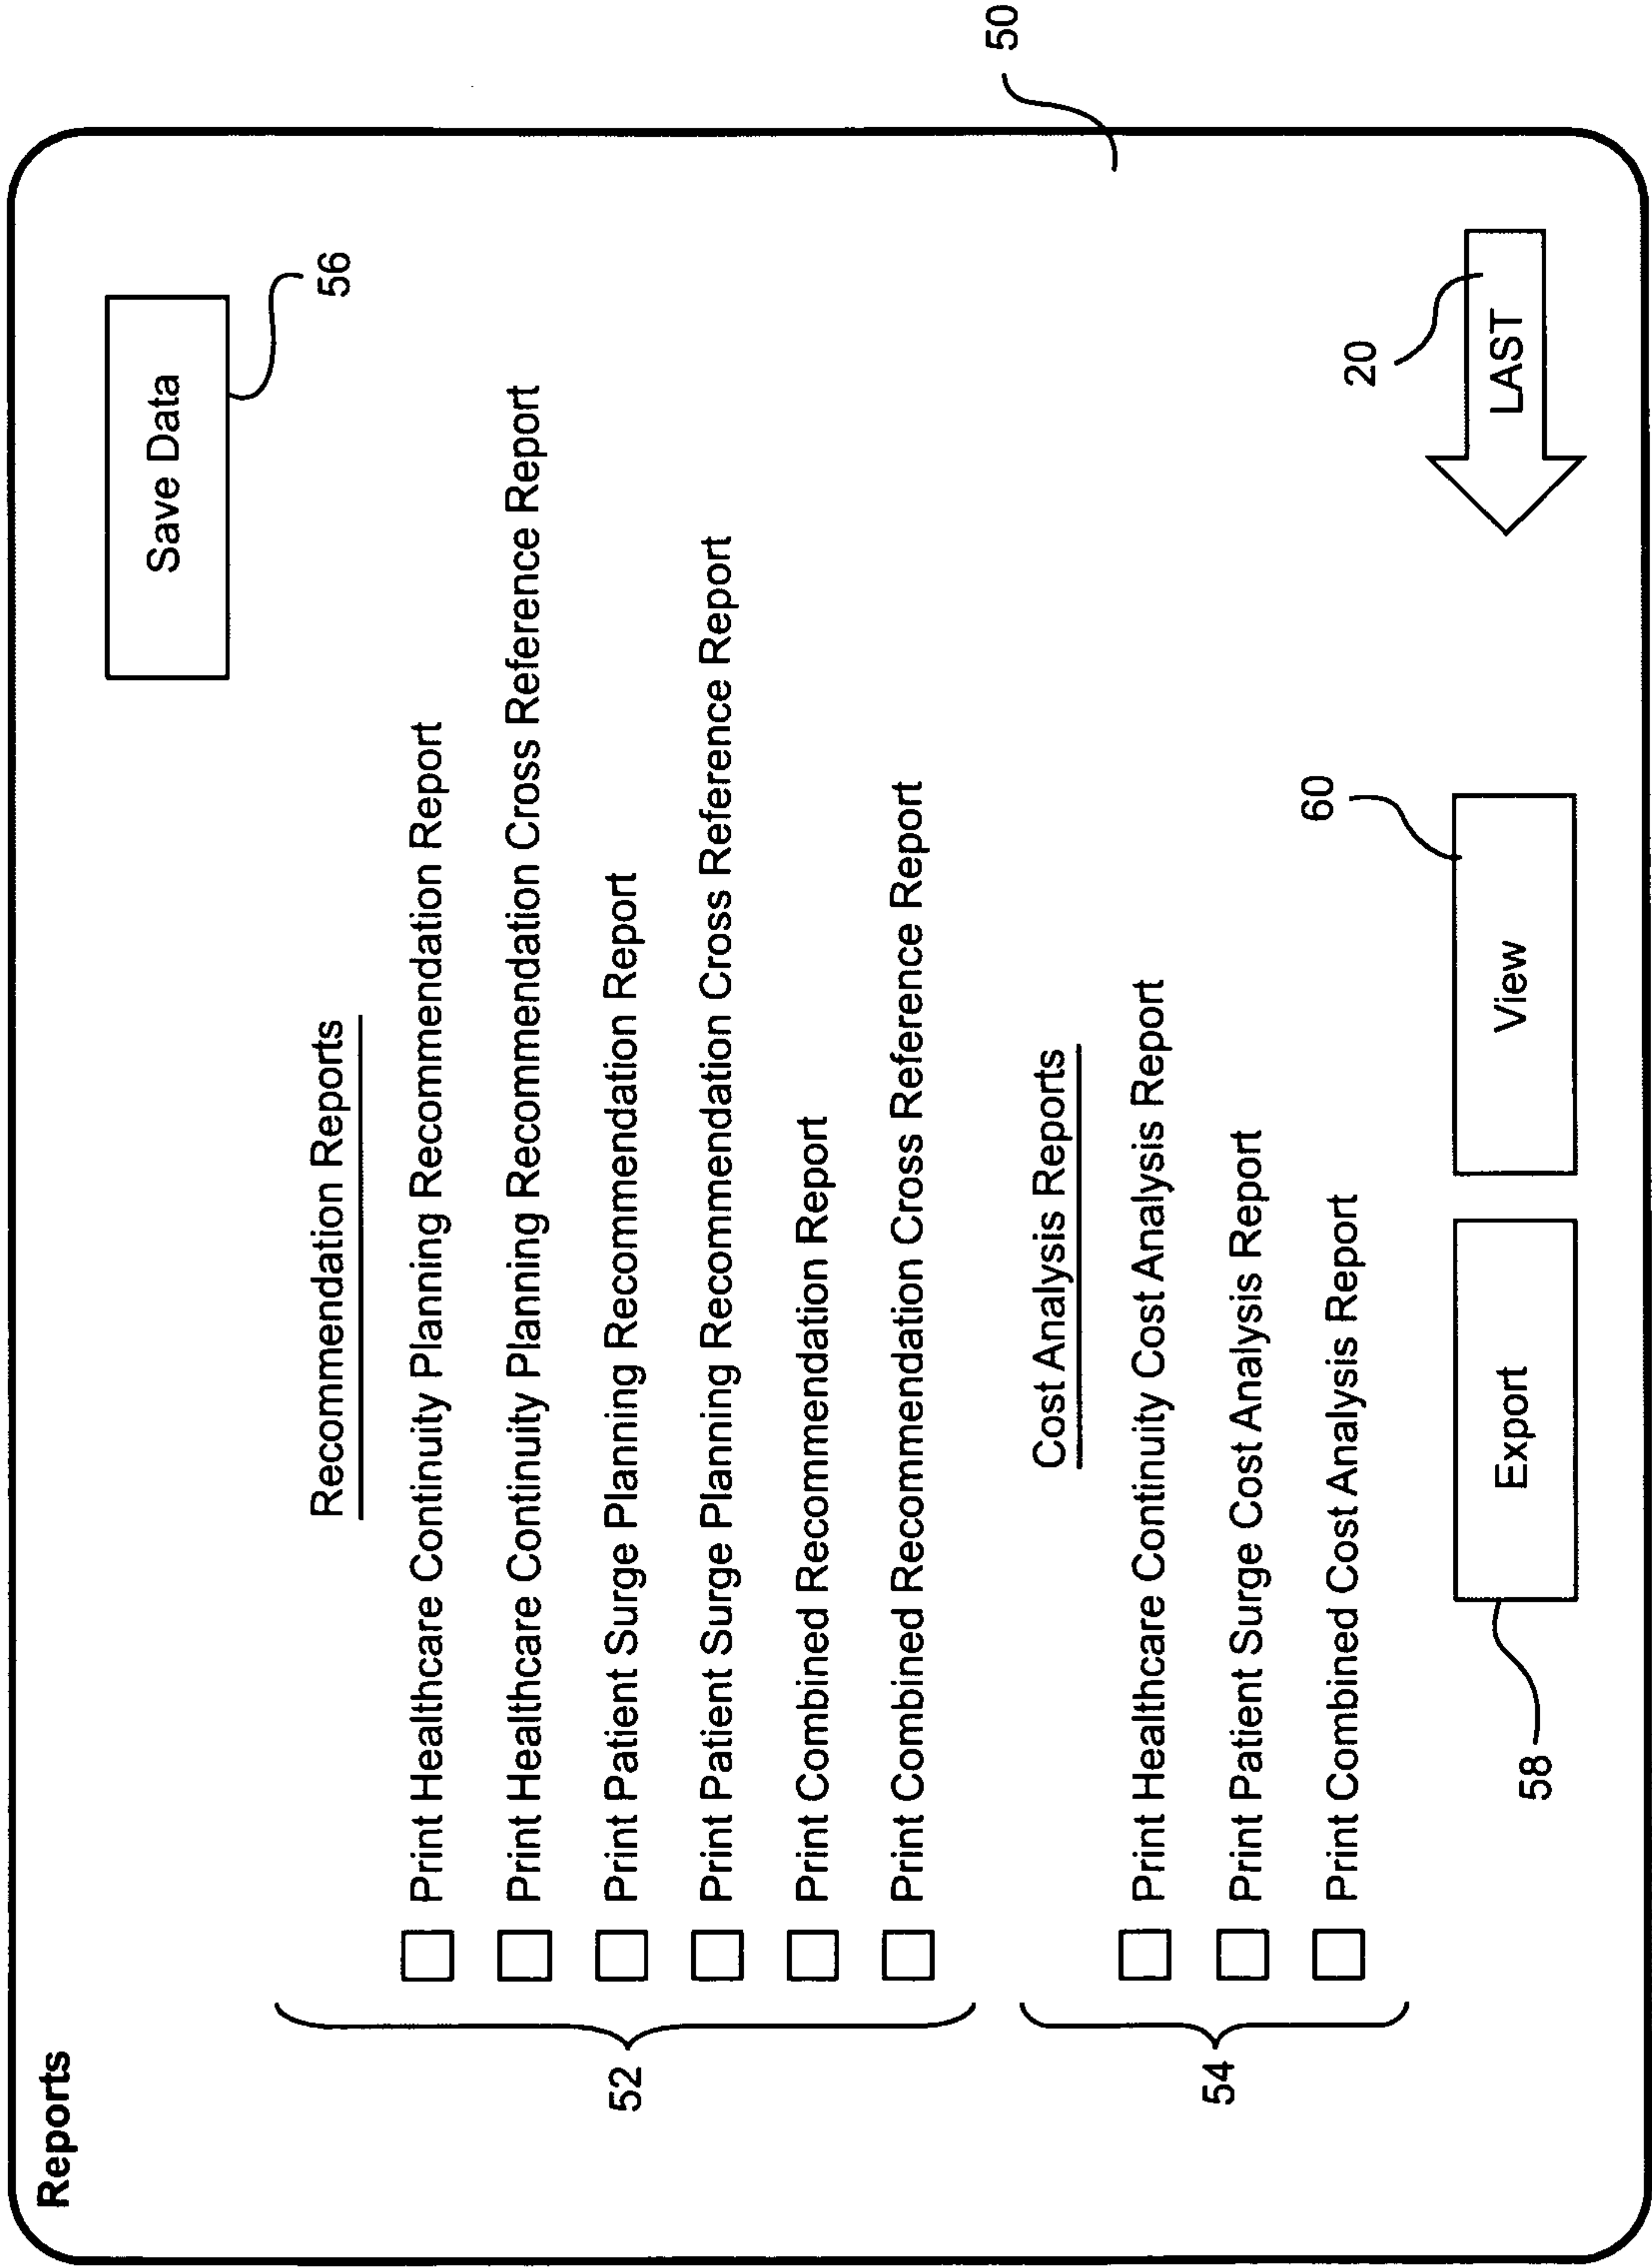 Reports
Save Data
56
Recommendation Reports
Print Healthcare Continuity Planning Recommendation Report
Print Healthcare Continuity Planning Recommendation Cross Reference Report
Print Patient Surge Planning Recommendation Report
Print Patient Surge Planning Recommendation Cross Reference Report
Print Combined Recommendation Report
Print Combined Recommendation Cross Reference Report
52
Cost Analysis Reports
Print Healthcare Continuity Cost Analysis Report
Print Patient Surge Cost Analysis Report
Print Combined Cost Analysis Report
54
50
Export
58
View
60
LAST
20